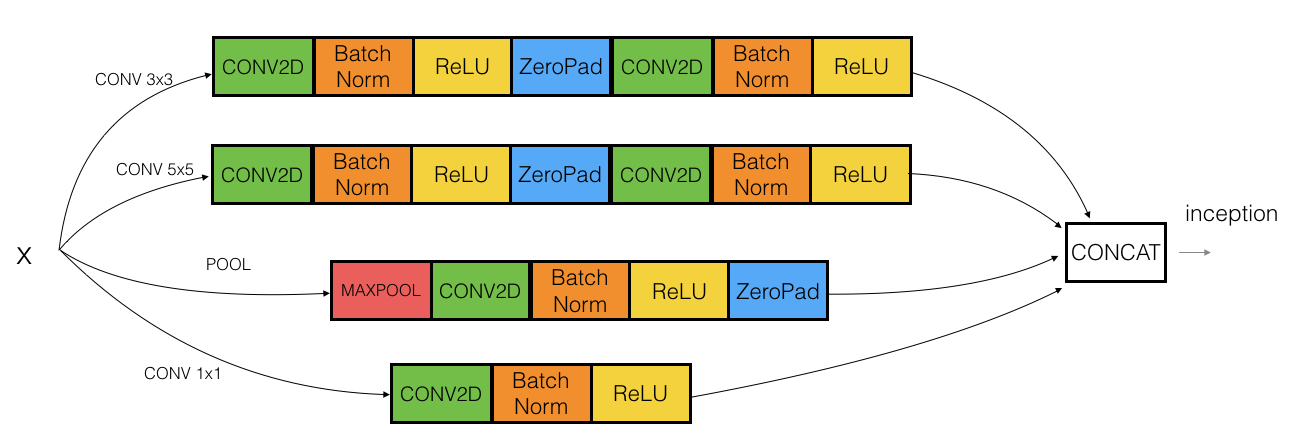 CONV 3x3
CONV2D
Batch
Norm
ReLU
ZeroPad
CONV2D
Batch
Norm
ReLU
CONV 5x5
CONV2D
Batch
Norm
ReLU
ZeroPad
CONV2D
Batch
Norm
ReLU
X
POOL
MAXPOOL
CONV2D
Batch
Norm
ReLU
ZeroPad
CONV 1x1
CONV2D
Batch
Norm
ReLU
CONCAT
inception